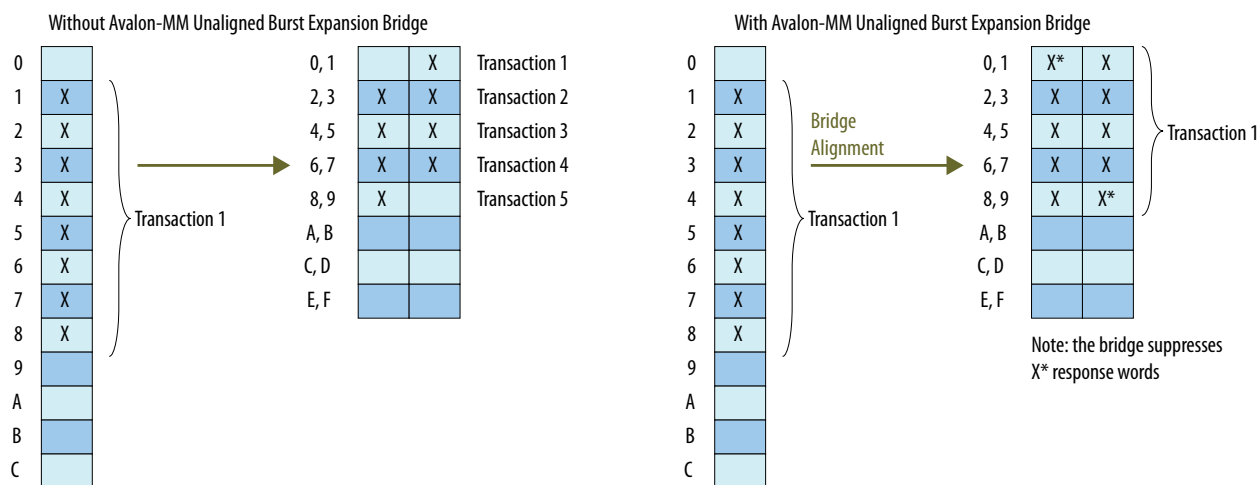 Without Avalon-MM Unaligned Burst Expansion Bridge
0
1 X
2 X
3 X
4 X
5 X
6 X
7 X
8 X
9
A
B
C
Transaction 1
0, 1 X Transaction 1
2, 3 X X Transaction 2
4, 5 X X Transaction 3
6, 7 X X Transaction 4
8, 9 X Transaction 5
A, B
C, D
E, F
With Avalon-MM Unaligned Burst Expansion Bridge
0
1 X
2 X
3 X
4 X
5 X
6 X
7 X
8 X
9
A
B
C
Transaction 1
Bridge
Alignment
0, 1 X* X
2, 3 X X
4, 5 X X
6, 7 X X
8, 9 X X*
A, B
C, D
E, F
Transaction 1
Note: the bridge suppresses
X* response words